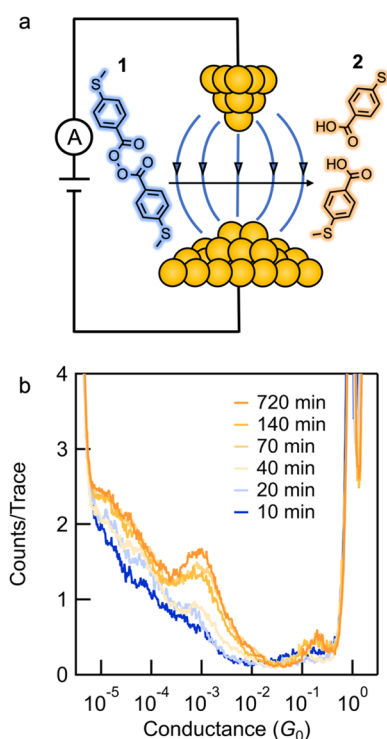 a
1
2
A
S
O
O
O
O
S
S
HO
O
HO
O
S
b
4
3
2
1
0
Counts/Trace
720 min
140 min
70 min
40 min
20 min
10 min
10⁻⁵ 10⁻⁴ 10⁻³ 10⁻² 10⁻¹ 10⁰
Conductance (G₀)